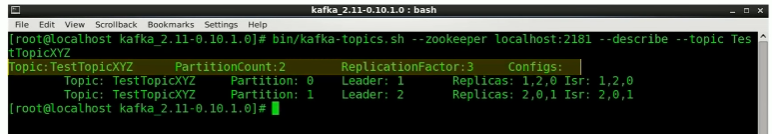 kafka_2.11-0.10.1.0 : bash
File Edit View Scrollback Bookmarks Settings Help
[root@localhost kafka_2.11-0.10.1.0]# bin/kafka-topics.sh --zookeeper localhost:2181 --describe --topic Tes
tTopicXYZ
Topic:TestTopicXYZ PartitionCount:2 ReplicationFactor:3 Configs:
Topic: TestTopicXYZ Partition: 0 Leader: 1 Replicas: 1,2,0 Isr: 1,2,0
Topic: TestTopicXYZ Partition: 1 Leader: 2 Replicas: 2,0,1 Isr: 2,0,1
[root@localhost kafka_2.11-0.10.1.0]#